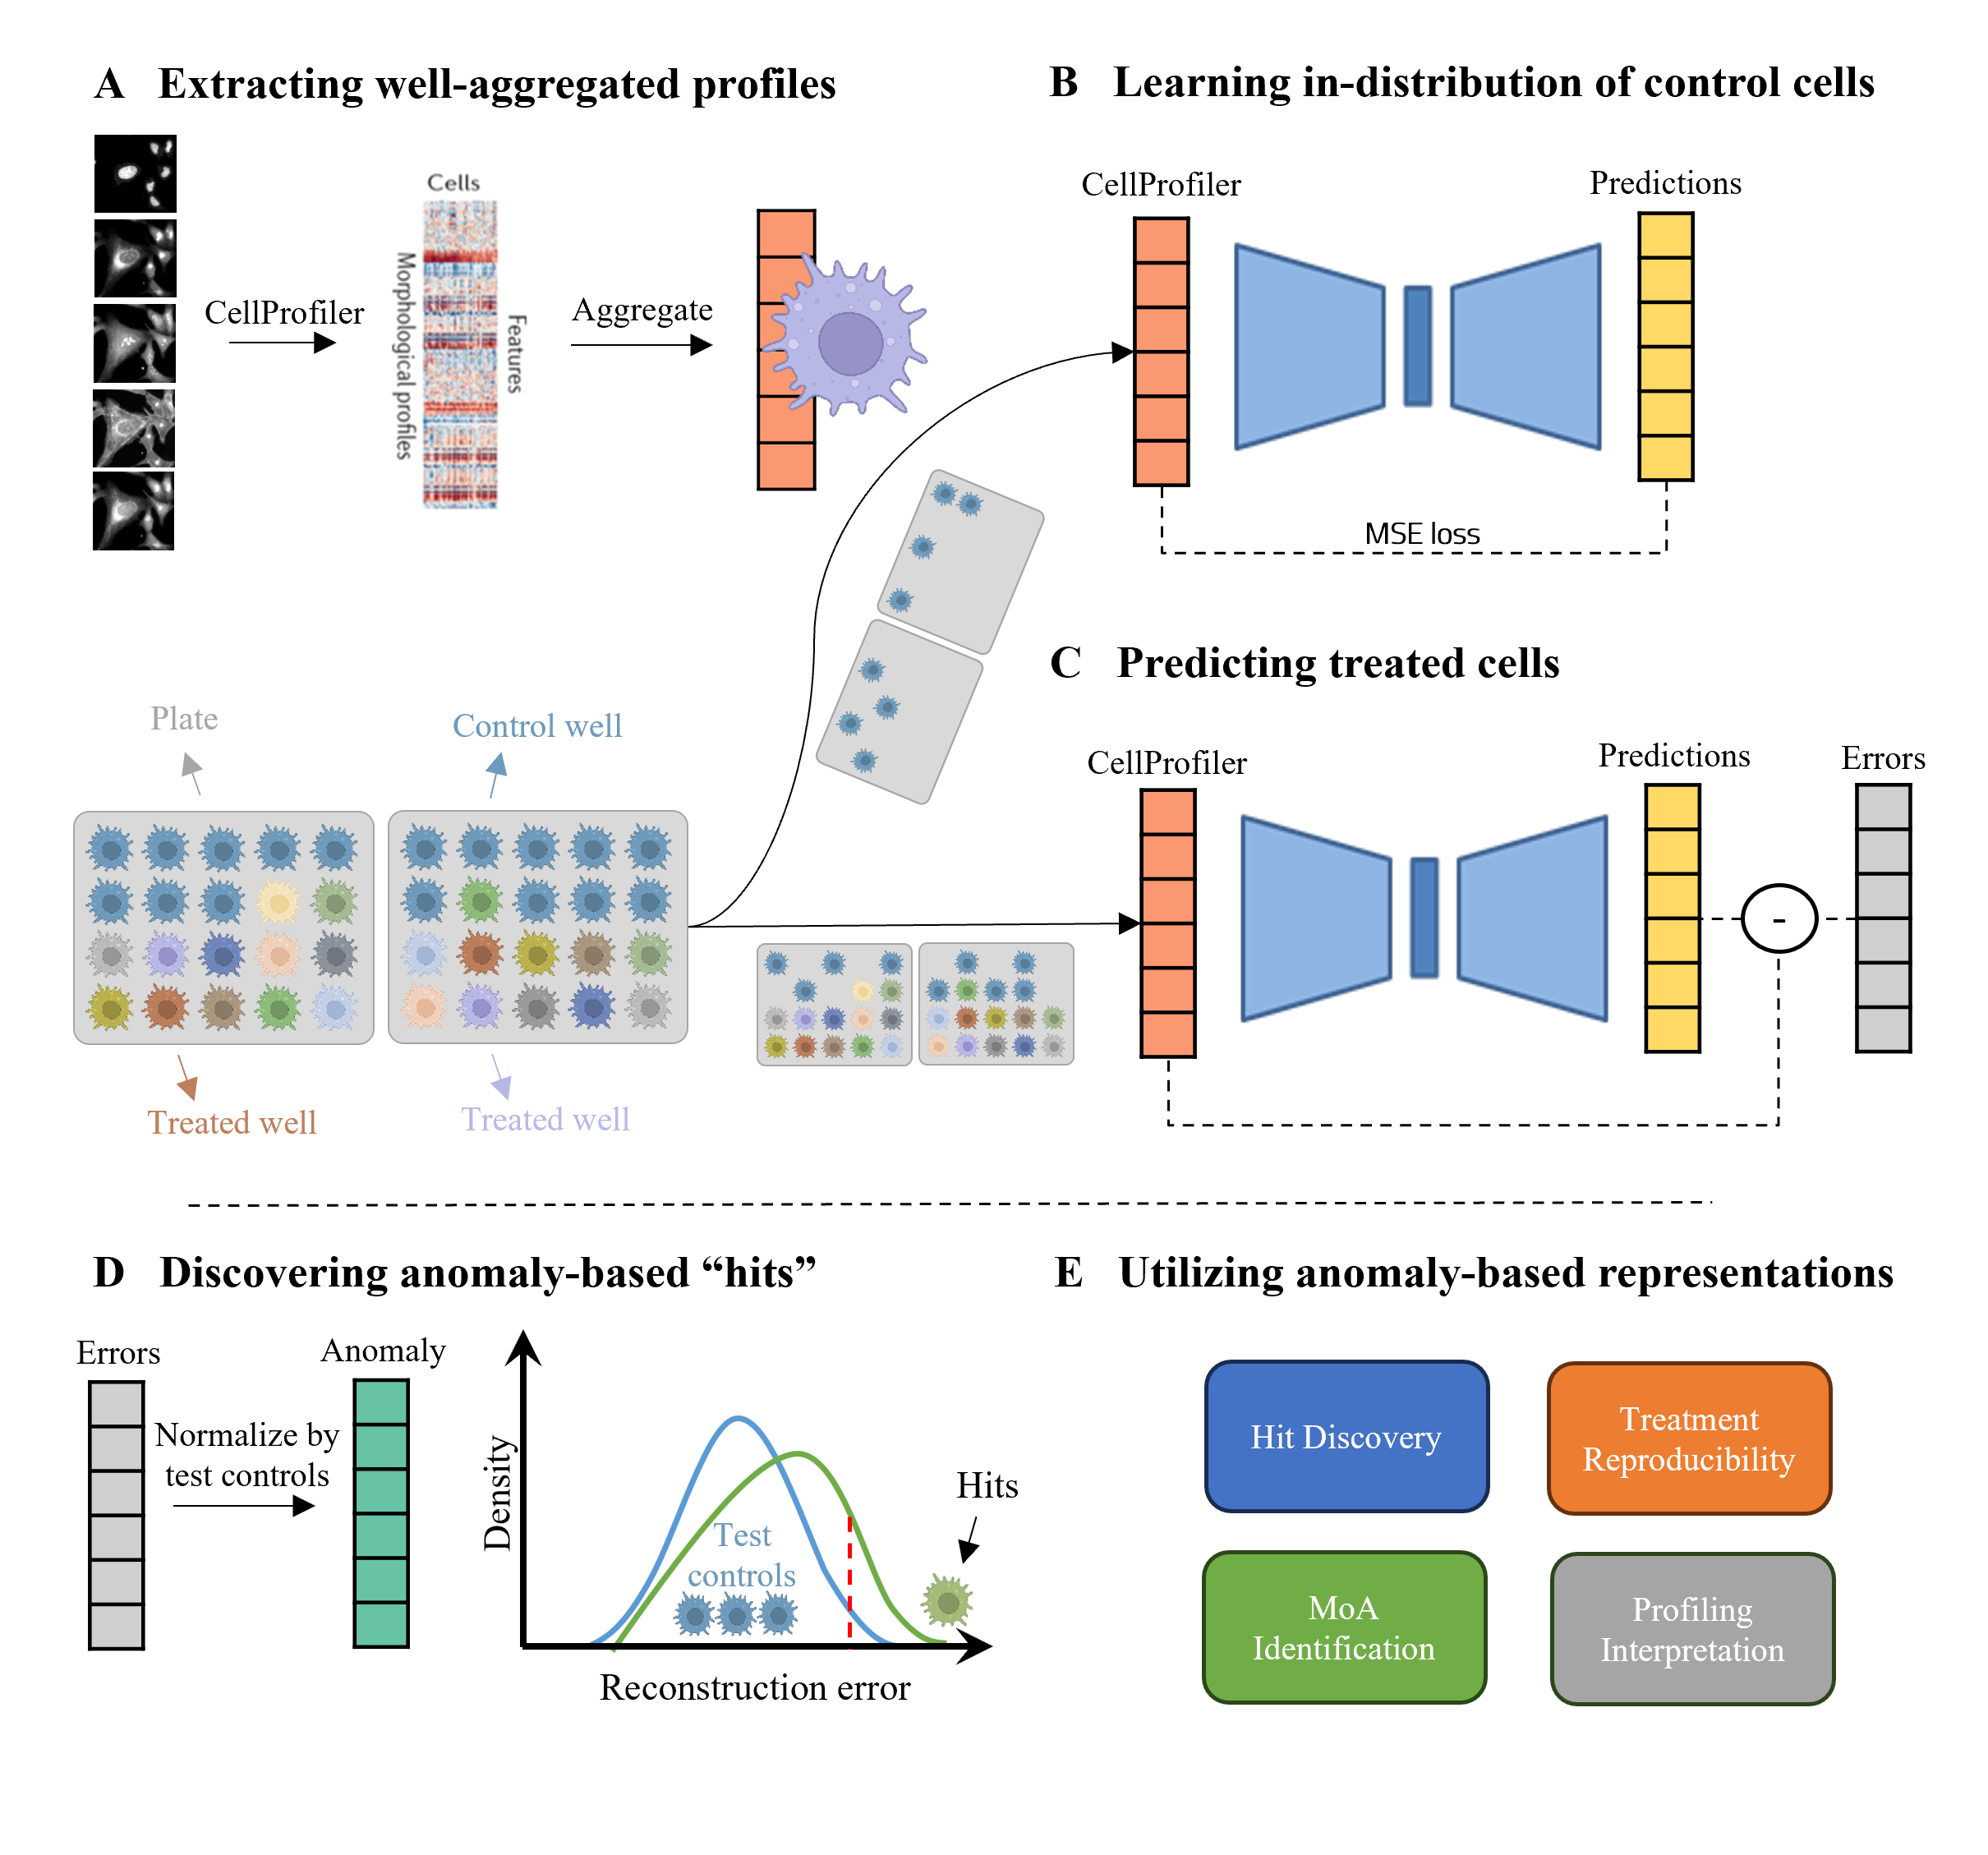 A Extracting well-aggregated profiles
Cells
CellProfiler
Morphological profiles
Features
Aggregate
Plate
Control well
Treated well
Treated well
B Learning in-distribution of control cells
CellProfiler
Predictions
MSE loss
C Predicting treated cells
CellProfiler
Predictions
Errors
-
D Discovering anomaly-based “hits”
Errors
Normalize by
test controls
Anomaly
Density
Test
controls
Hits
Reconstruction error
E Utilizing anomaly-based representations
Hit Discovery
Treatment
Reproducibility
MoA
Identification
Profiling
Interpretation